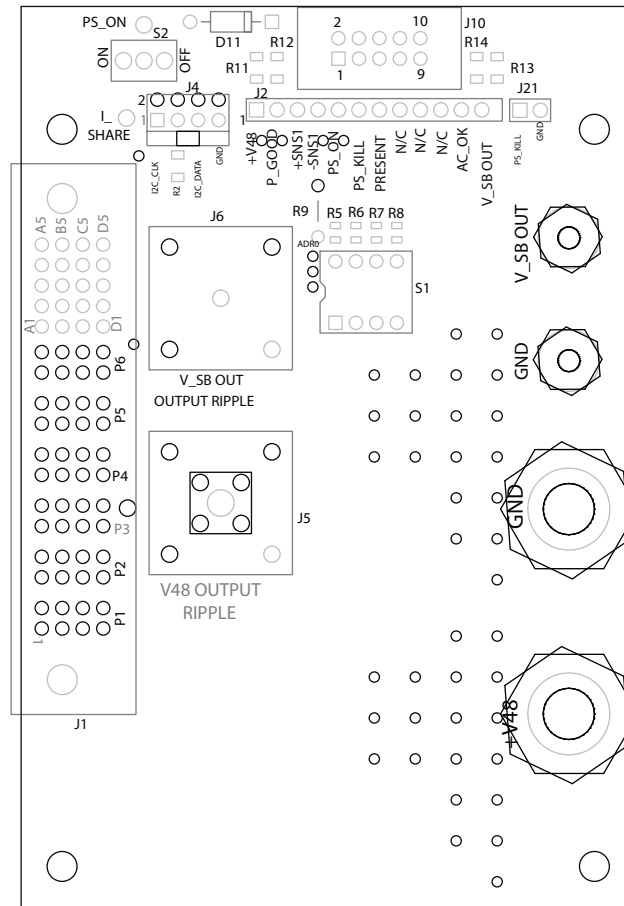 PS_ON
S2
ON
OFF
D11
R11
R12
2
10
1
9
J10
R14
R13
J21
PS_KILL
GND
I_
SHARE
J4
2
1
I2C_CLK
R2
I2C_DATA
GND
J2
1
+V48
P_GOOD
+SNS1
-SNS1
PS_ON
PS_KILL
PRESENT
N/C
N/C
N/C
AC_OK
V_SB OUT
A5
B5
C5
D5
A1
D1
J6
R9
R5
R6
R7
R8
ADR0
S1
V_SB OUT
GND
V_SB OUT
OUTPUT RIPPLE
P6
P5
P4
P3
P2
P1
1
J5
V48 OUTPUT
RIPPLE
GND
+V48
J1